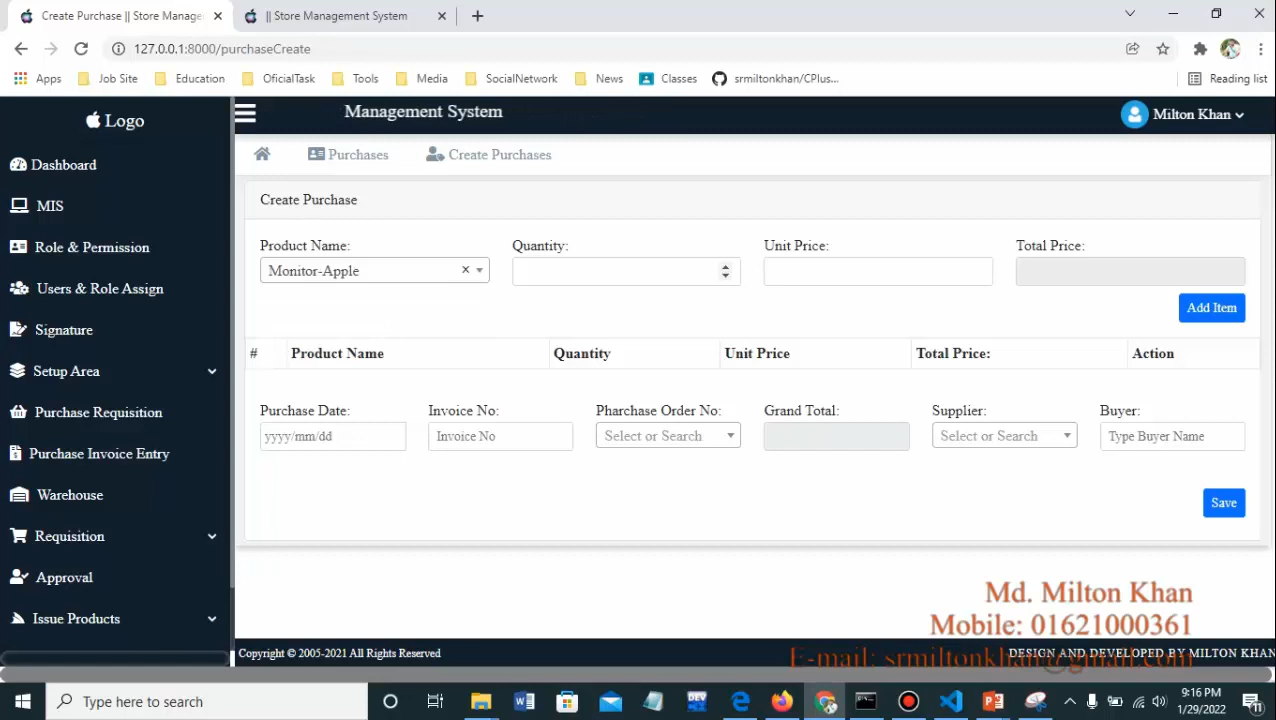 Create Purchase || Store Manage
|| Store Management System
127.0.0.1:8000/purchaseCreate
Apps
Job Site
Education
OficialTask
Tools
Media
SocialNetwork
News
Classes
srmiltonkhan/CPlus...
Reading list
Logo
Management System
Milton Khan
Dashboard
MIS
Role & Permission
Users & Role Assign
Signature
Setup Area
Purchase Requisition
Purchase Invoice Entry
Warehouse
Requisition
Approval
Issue Products
Purchases
Create Purchases
Create Purchase
Product Name:
Quantity:
Unit Price:
Total Price:
Monitor-Apple
Add Item
#
Product Name
Quantity
Unit Price
Total Price:
Action
Purchase Date:
Invoice No:
Pharchase Order No:
Grand Total:
Supplier:
Buyer:
yyyy/mm/dd
Invoice No
Select or Search
Select or Search
Type Buyer Name
Save
Md. Milton Khan
Mobile: 01621000361
E-mail: srmiltonkhan@gmail.com
Copyright © 2005-2021 All Rights Reserved
DESIGN AND DEVELOPED BY MILTON KHAN
Type here to search
DEV
9:16 PM
1/29/2022
11